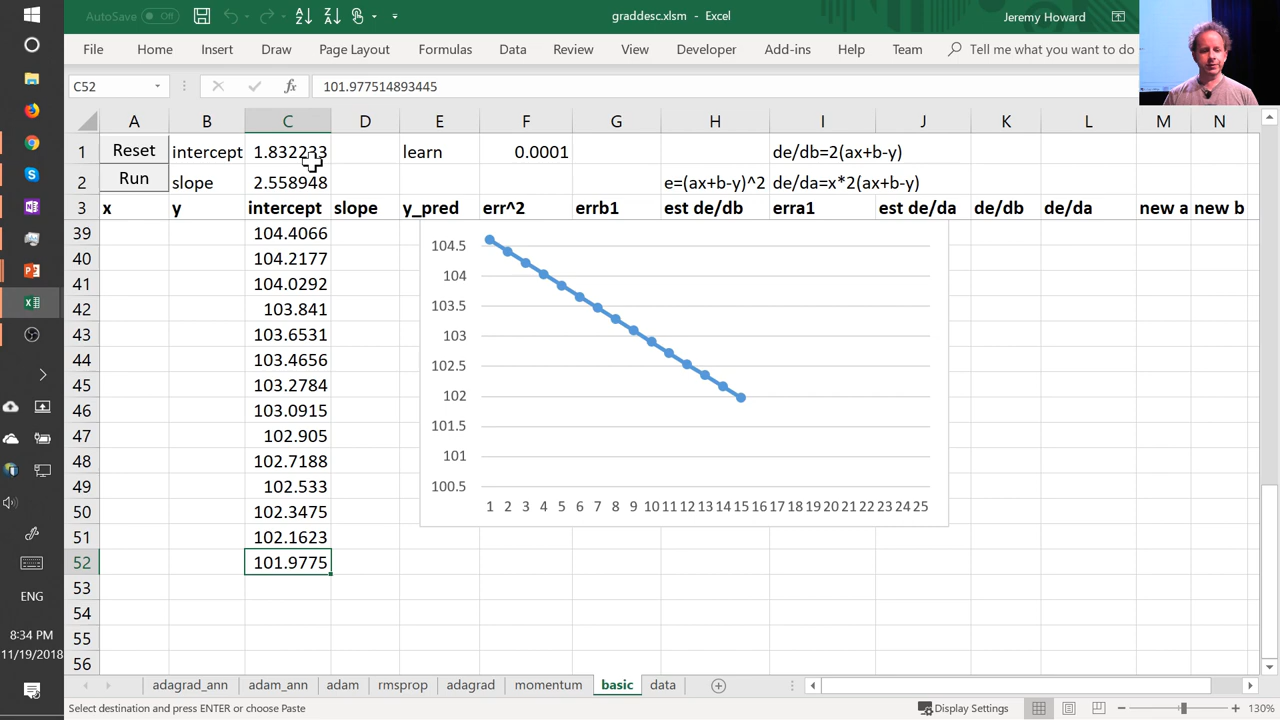 AutoSave Off graddesc.xlsm - Excel Jeremy Howard
File Home Insert Draw Page Layout Formulas Data Review View Developer Add-ins Help Team Tell me what you want to do
C52 fx 101.977514893445
A B C D E F G H I J K L M N
1 Reset intercept 1.832233 learn 0.0001 de/db=2(ax+b-y)
2 Run slope 2.558948 e=(ax+b-y)^2 de/da=x*2(ax+b-y)
3 x y intercept slope y_pred err^2 errb1 est de/db erra1 est de/da de/db de/da new a new b
39 104.4066
40 104.2177
41 104.0292
42 103.841
43 103.6531
44 103.4656
45 103.2784
46 103.0915
47 102.905
48 102.7188
49 102.533
50 102.3475
51 102.1623
52 101.9775
53
54
55
56
104.5
104
103.5
103
102.5
102
101.5
101
100.5
1 2 3 4 5 6 7 8 9 10 11 12 13 14 15 16 17 18 19 20 21 22 23 24 25
ENG
8:34 PM
11/19/2018
adagrad_ann adam_ann adam rmsprop adagrad momentum basic data
Select destination and press ENTER or choose Paste Display Settings 130%